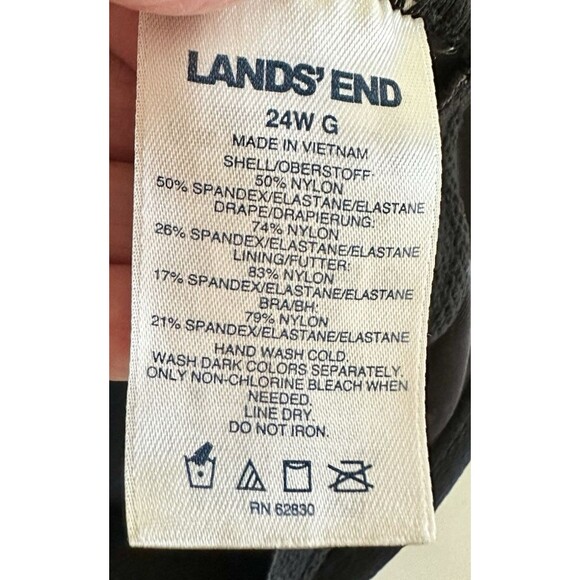 LANDS' END
24W G
MADE IN VIETNAM
SHELL/OBERSTOFF:
50% NYLON
50% SPANDEX/ELASTANE/ELASTANE
DRAPE/DRAPIERUNG:
74% NYLON
26% SPANDEX/ELASTANE/ELASTANE
LINING/FUTTER:
83% NYLON
17% SPANDEX/ELASTANE/ELASTANE
BRA/BH:
79% NYLON
21% SPANDEX/ELASTANE/ELASTANE
HAND WASH COLD.
WASH DARK COLORS SEPARATELY.
ONLY NON-CHLORINE BLEACH WHEN
NEEDED.
LINE DRY.
DO NOT IRON.
RN 62830